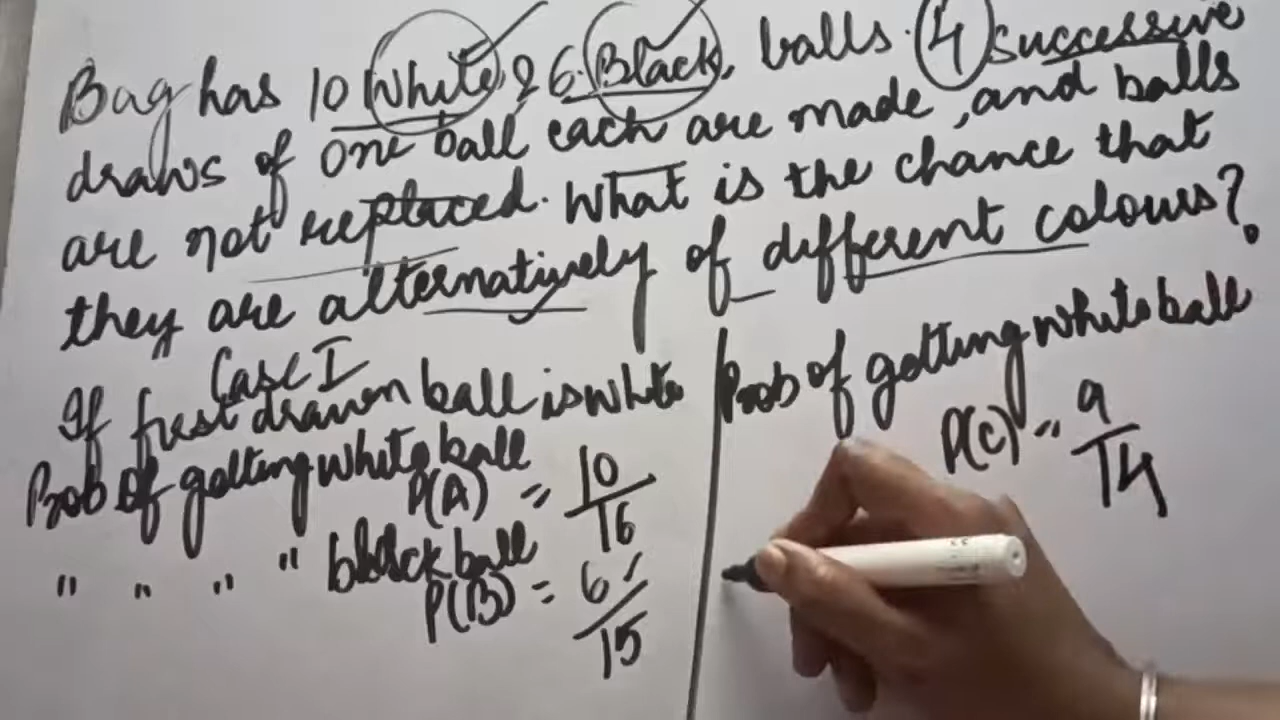 Bag has 10 White & 6 Black balls. 4 successive
draws of one ball each are made, and balls
are not replaced. What is the chance that
they are alternatively of different colours?
Case I
If first drawn ball is white
Prob of getting white ball
P(A) = 10/16
" " " " black ball
P(B) = 6/15
Prob of getting white ball
P(C) = 9/14